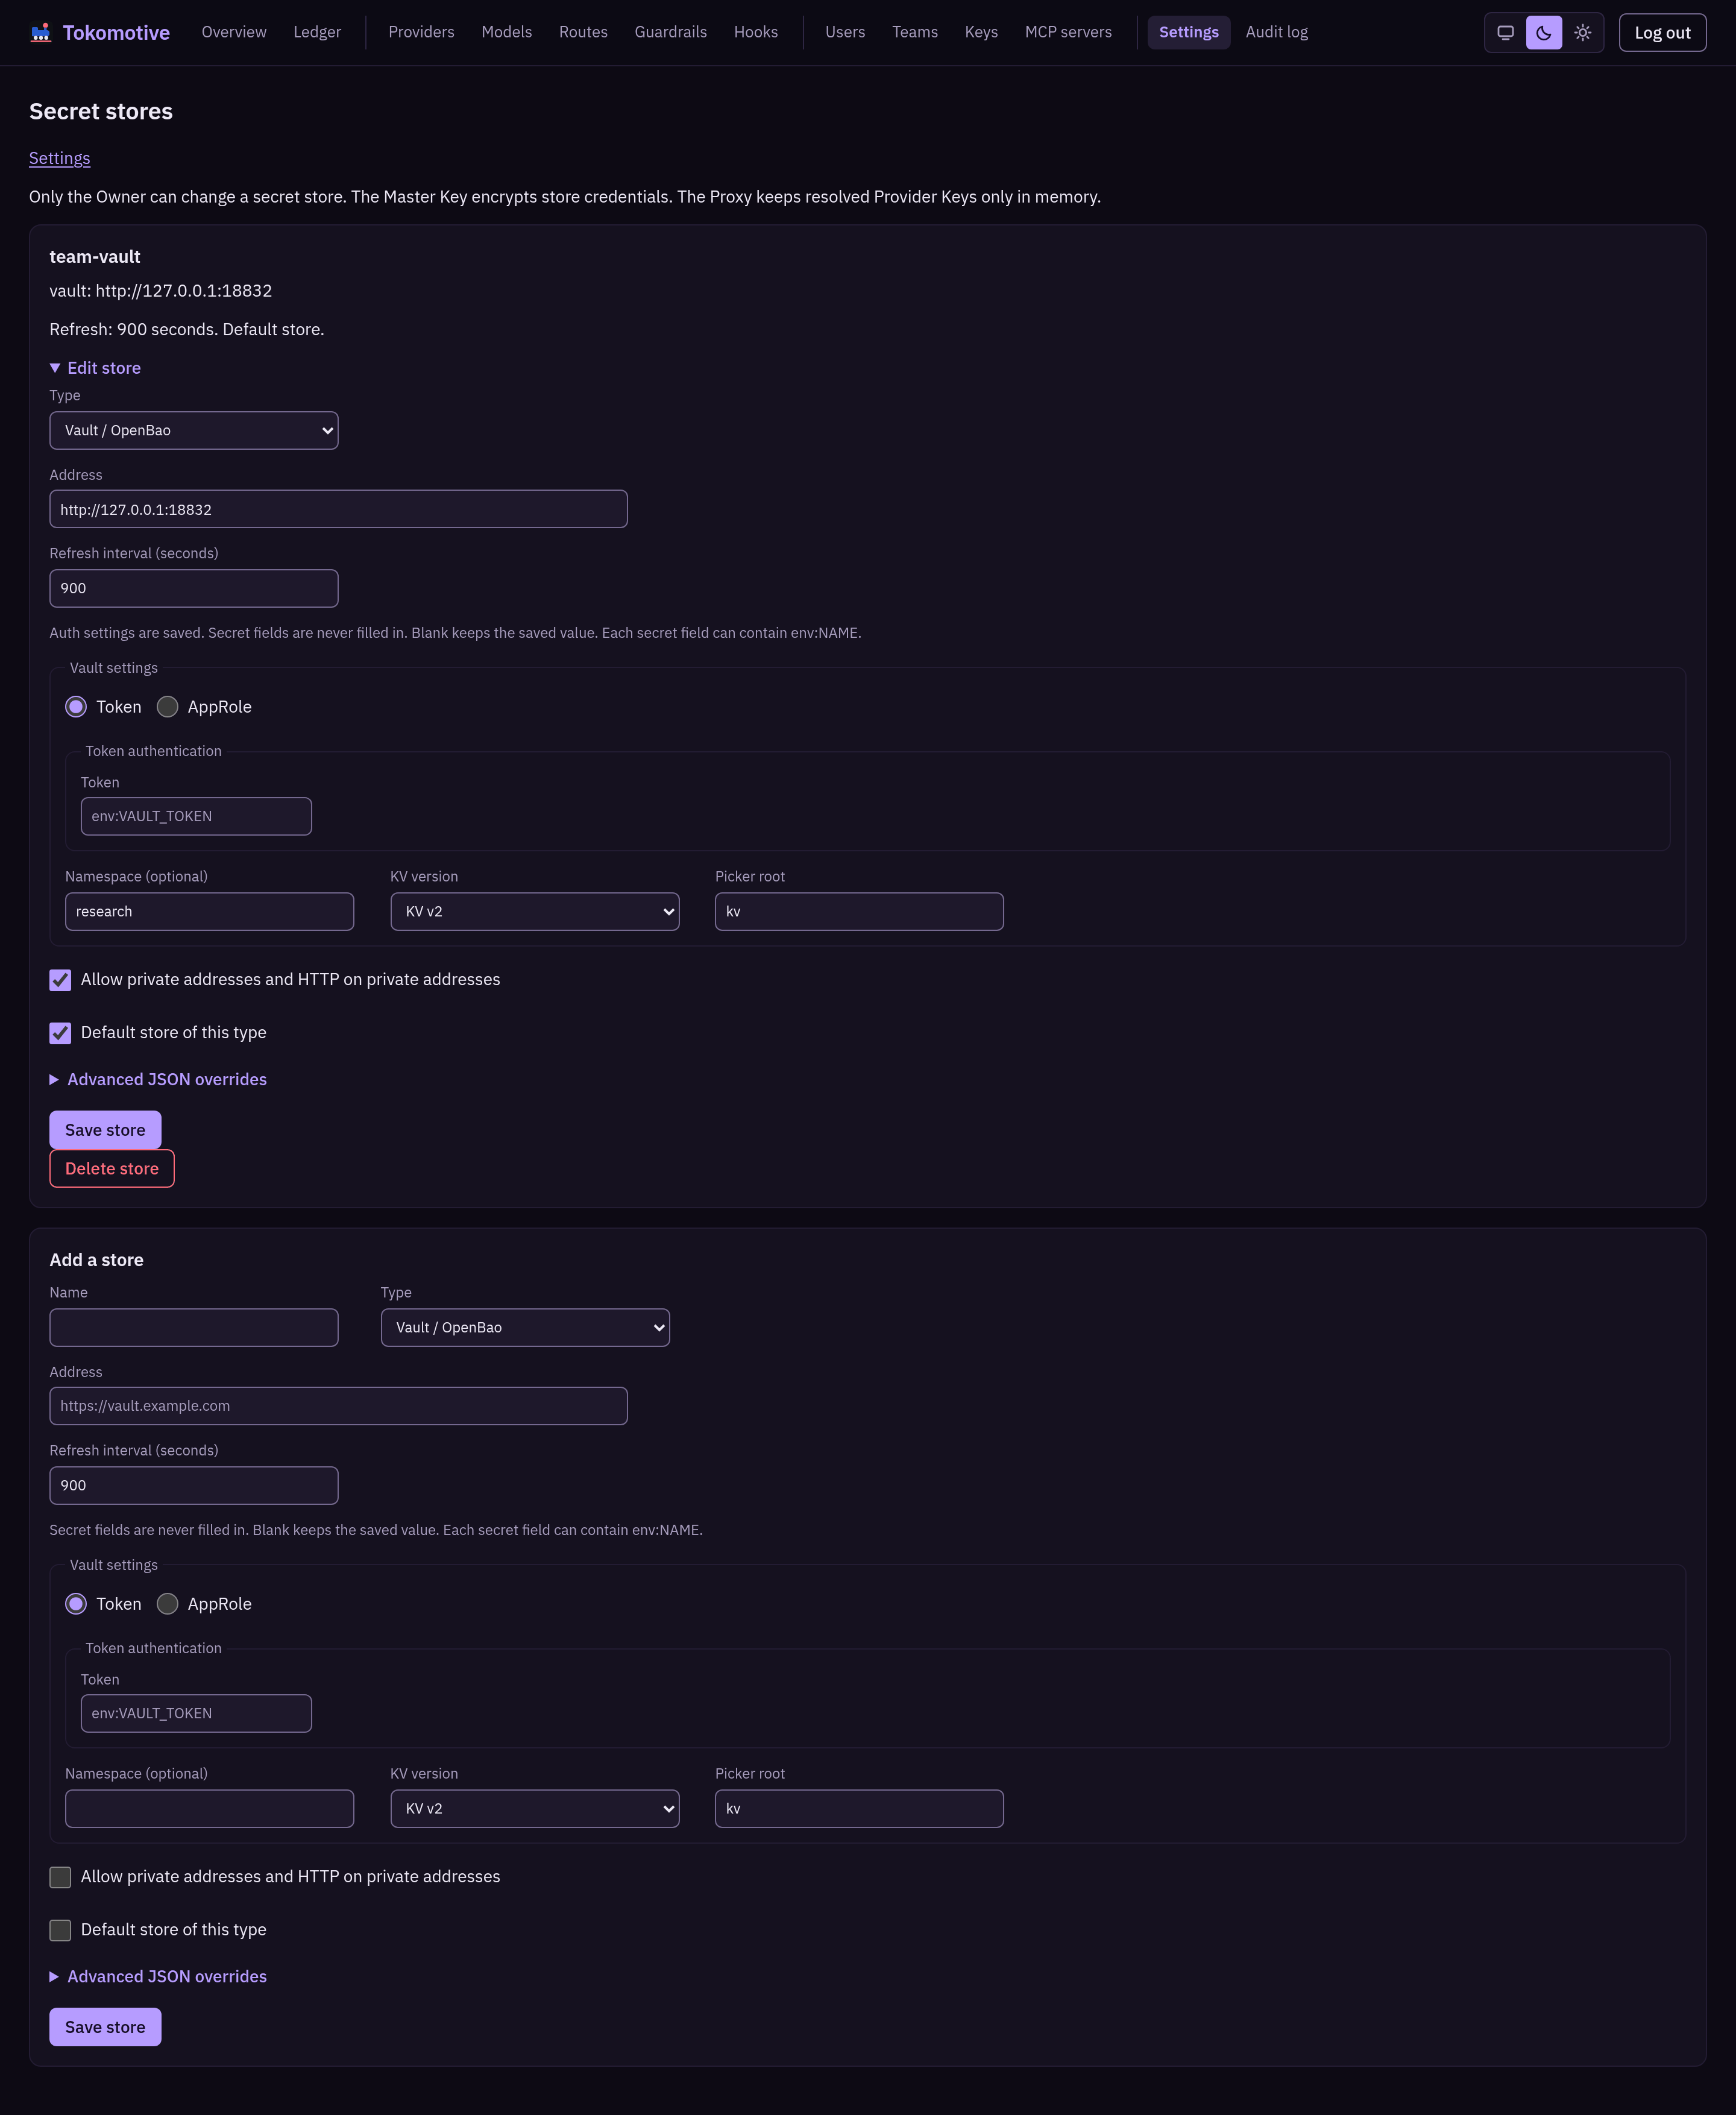 Tokomotive Overview Ledger Providers Models Routes Guardrails Hooks Users Teams Keys MCP servers Settings Audit log Log out
Secret stores
Settings
Only the Owner can change a secret store. The Master Key encrypts store credentials. The Proxy keeps resolved Provider Keys only in memory.
team-vault
vault: http://127.0.0.1:18832
Refresh: 900 seconds. Default store.
Edit store
Type
Vault / OpenBao
Address
http://127.0.0.1:18832
Refresh interval (seconds)
900
Auth settings are saved. Secret fields are never filled in. Blank keeps the saved value. Each secret field can contain env:NAME.
Vault settings
Token AppRole
Token authentication
Token
env:VAULT_TOKEN
Namespace (optional) KV version Picker root
research KV v2 kv
Allow private addresses and HTTP on private addresses
Default store of this type
Advanced JSON overrides
Save store
Delete store
Add a store
Name Type
Vault / OpenBao
Address
https://vault.example.com
Refresh interval (seconds)
900
Secret fields are never filled in. Blank keeps the saved value. Each secret field can contain env:NAME.
Vault settings
Token AppRole
Token authentication
Token
env:VAULT_TOKEN
Namespace (optional) KV version Picker root
KV v2 kv
Allow private addresses and HTTP on private addresses
Default store of this type
Advanced JSON overrides
Save store